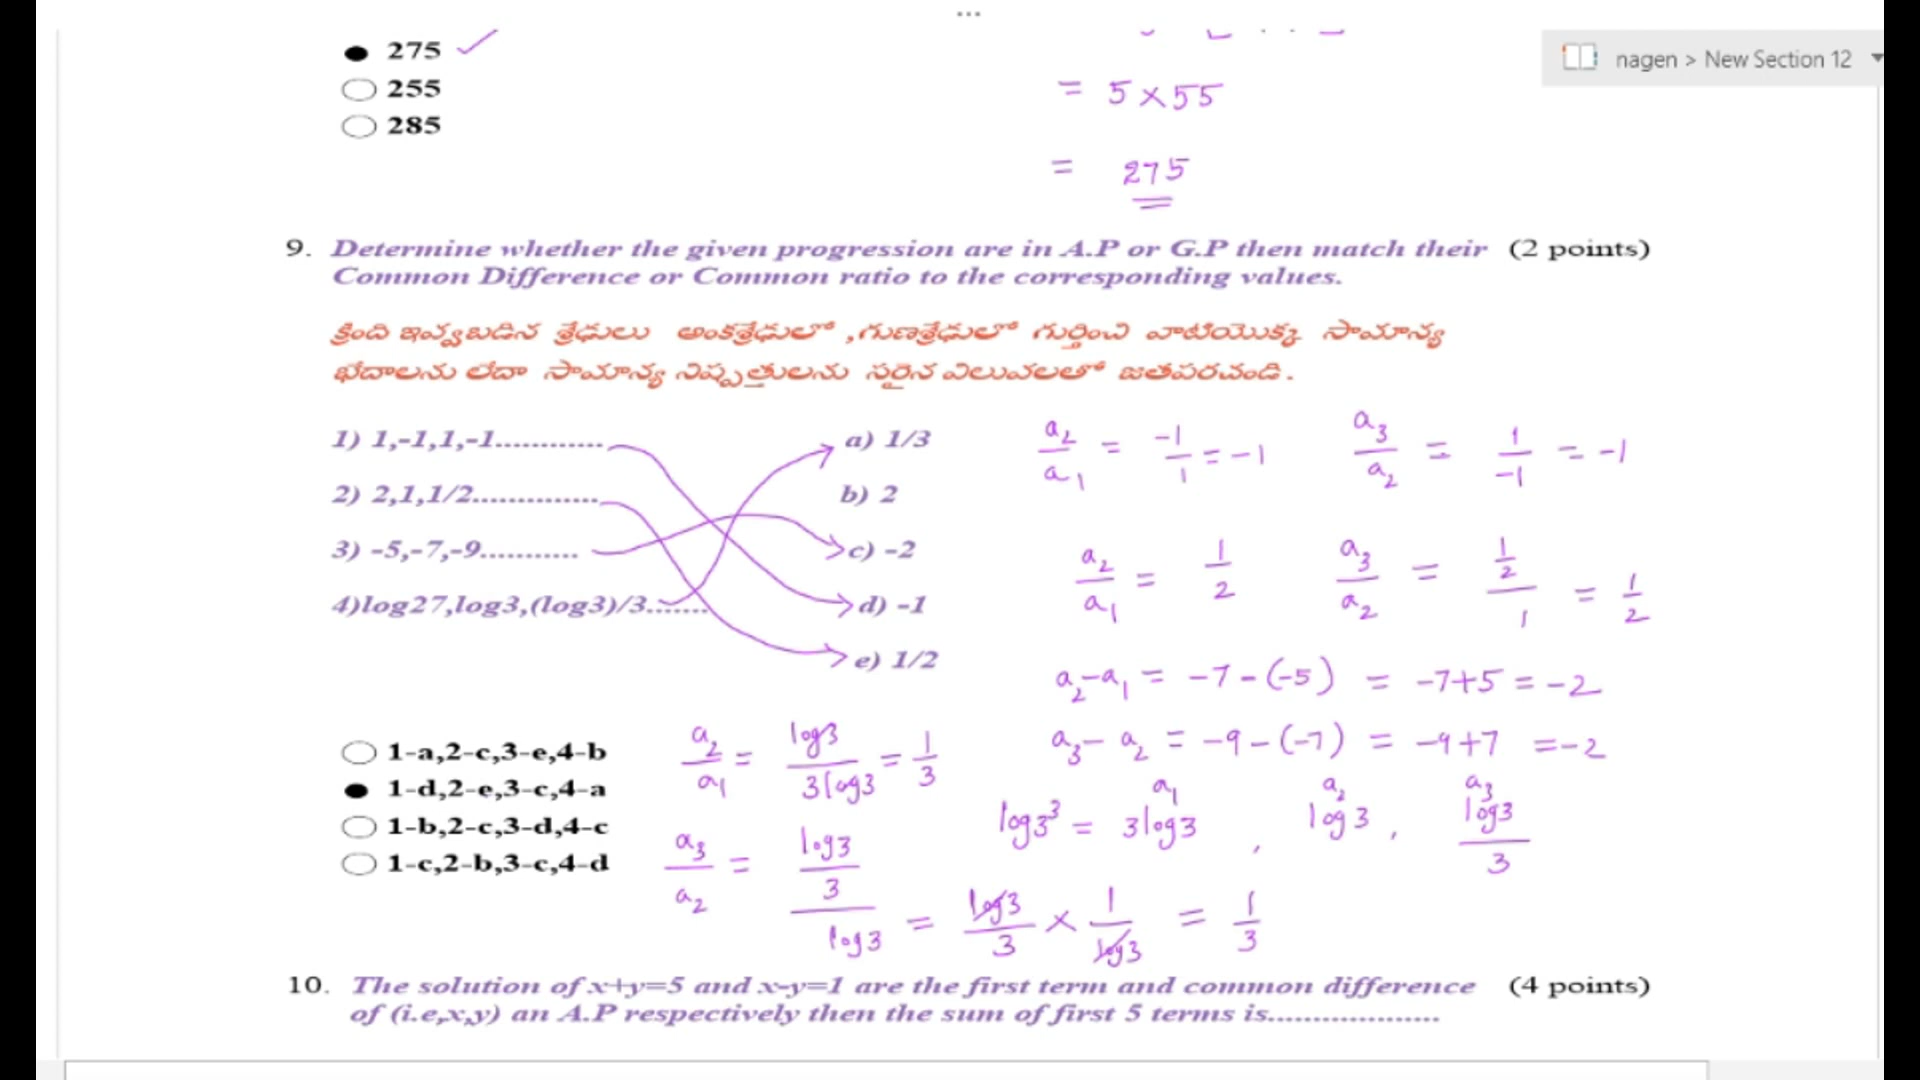 ...
275
nagen > New Section 12
255
= 5 × 55
285
= 275
9. Determine whether the given progression are in A.P or G.P then match their (2 points)
Common Difference or Common ratio to the corresponding values.
క్రింది ఇవ్వబడిన శ్రేఢులు అంకశ్రేఢులో ,గుణశ్రేఢులో గుర్తించి వాటియొక్క సామాన్య
భేదాలను లేదా సామాన్య నిష్పత్తులను సరైన విలువలతో జతపరచండి.
1) 1,-1,1,-1............ a) 1/3
a2/a1 = -1/1 = -1 a3/a2 = 1/-1 = -1
2) 2,1,1/2.............. b) 2
3) -5,-7,-9........... c) -2
a2/a1 = 1/2 a3/a2 = 1/2/1 = 1/2
4)log27,log3,(log3)/3....... d) -1
e) 1/2
a2-a1 = -7-(-5) = -7+5 = -2
1-a,2-c,3-e,4-b
a2/a1 = log3/3log3 = 1/3
a3-a2 = -9-(-7) = -9+7 = -2
1-d,2-e,3-c,4-a
a1 a2 a3
log3³ = 3log3 , log3 , log3/3
1-b,2-c,3-d,4-c
1-c,2-b,3-c,4-d
a3/a2 = log3/3/log3 = log3/3 × 1/log3 = 1/3
10. The solution of x+y=5 and x-y=1 are the first term and common difference (4 points)
of (i.e,x,y) an A.P respectively then the sum of first 5 terms is...................